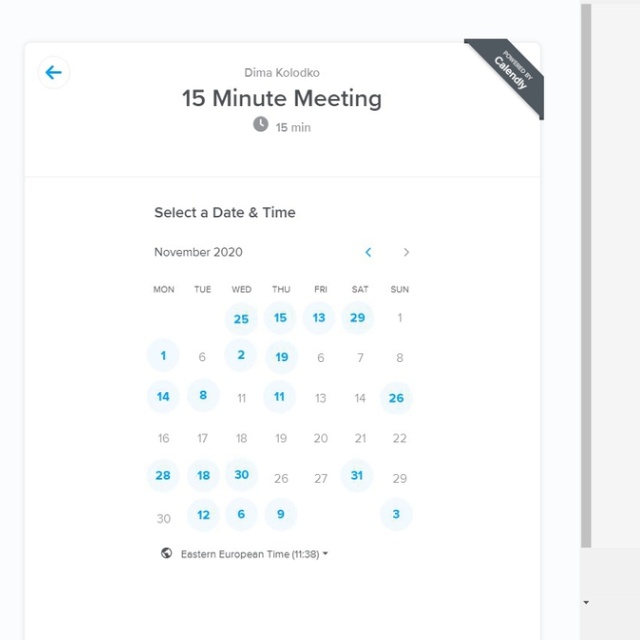 Dima Kolodko
15 Minute Meeting
15 min
POWERED BY
Calendly
Select a Date & Time
November 2020
MON TUE WED THU FRI SAT SUN
25 15 13 29 1
1 6 2 19 6 7 8
14 8 11 11 13 14 26
16 17 18 19 20 21 22
28 18 30 26 27 31 29
30 12 6 9 3
Eastern European Time (11:38)